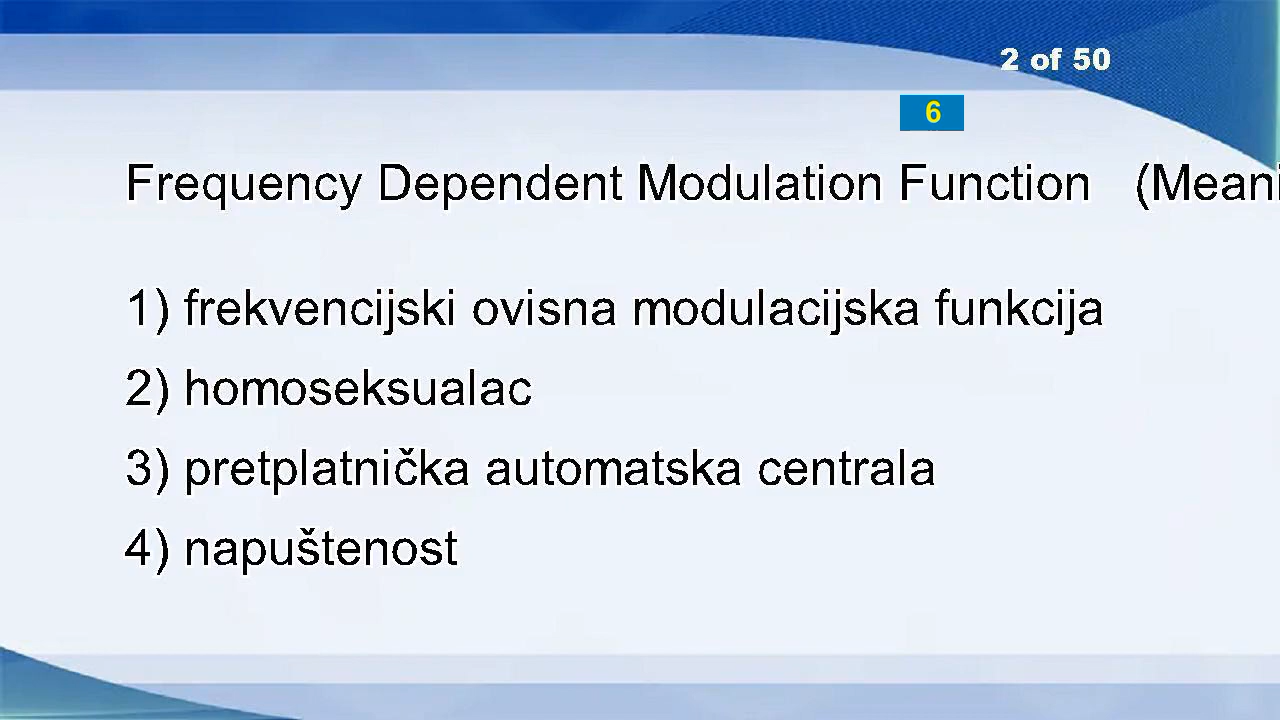 2 of 50
6
Frequency Dependent Modulation Function (Meani
1) frekvencijski ovisna modulacijska funkcija
2) homoseksualac
3) pretplatnička automatska centrala
4) napuštenost